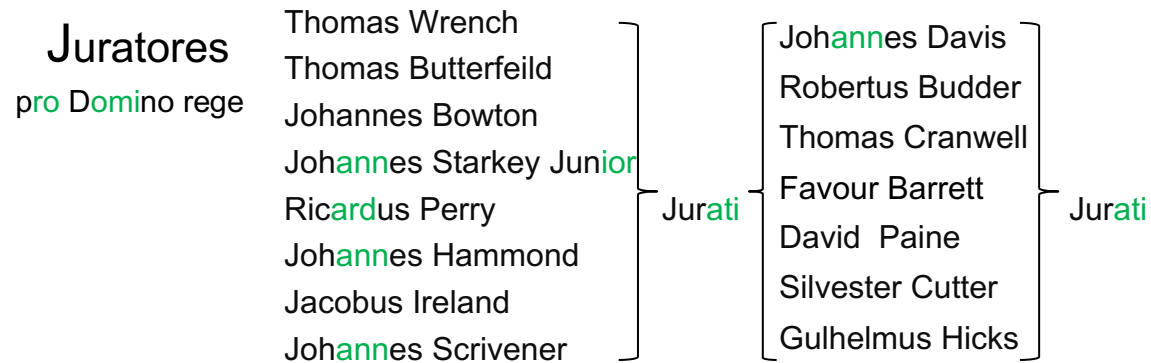 Juratores
pro Domino rege
Thomas Wrench
Thomas Butterfeild
Johannes Bowton
Johannes Starkey Junior
Ricardus Perry
Johannes Hammond
Jacobus Ireland
Johannes Scrivener
Jurati
Johannes Davis
Robertus Budder
Thomas Cranwell
Favour Barrett
David Paine
Silvester Cutter
Gulhelmus Hicks
Jurati